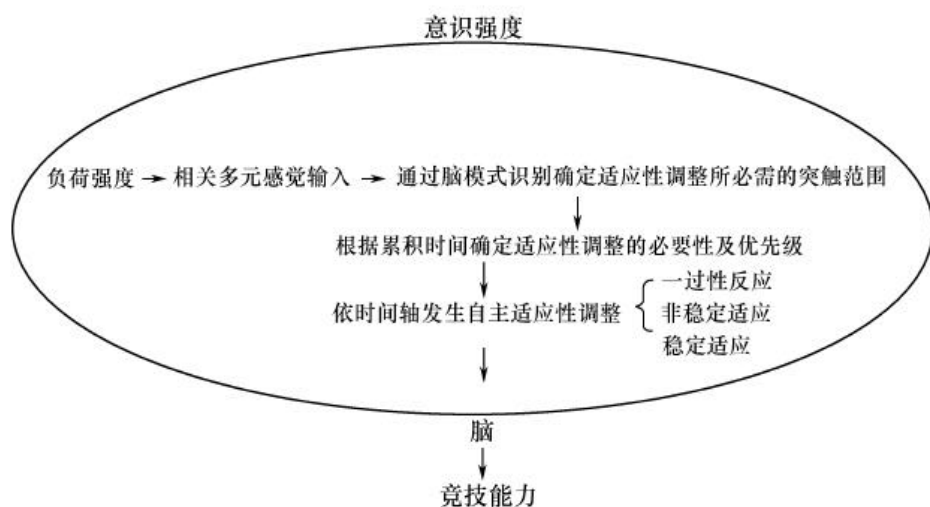 意识强度
负荷强度 → 相关多元感觉输入 → 通过脑模式识别确定适应性调整所必需的突触范围
根据累积时间确定适应性调整的必要性及优先级
一过性反应
依时间轴发生自主适应性调整
非稳定适应
稳定适应
脑
竞技能力